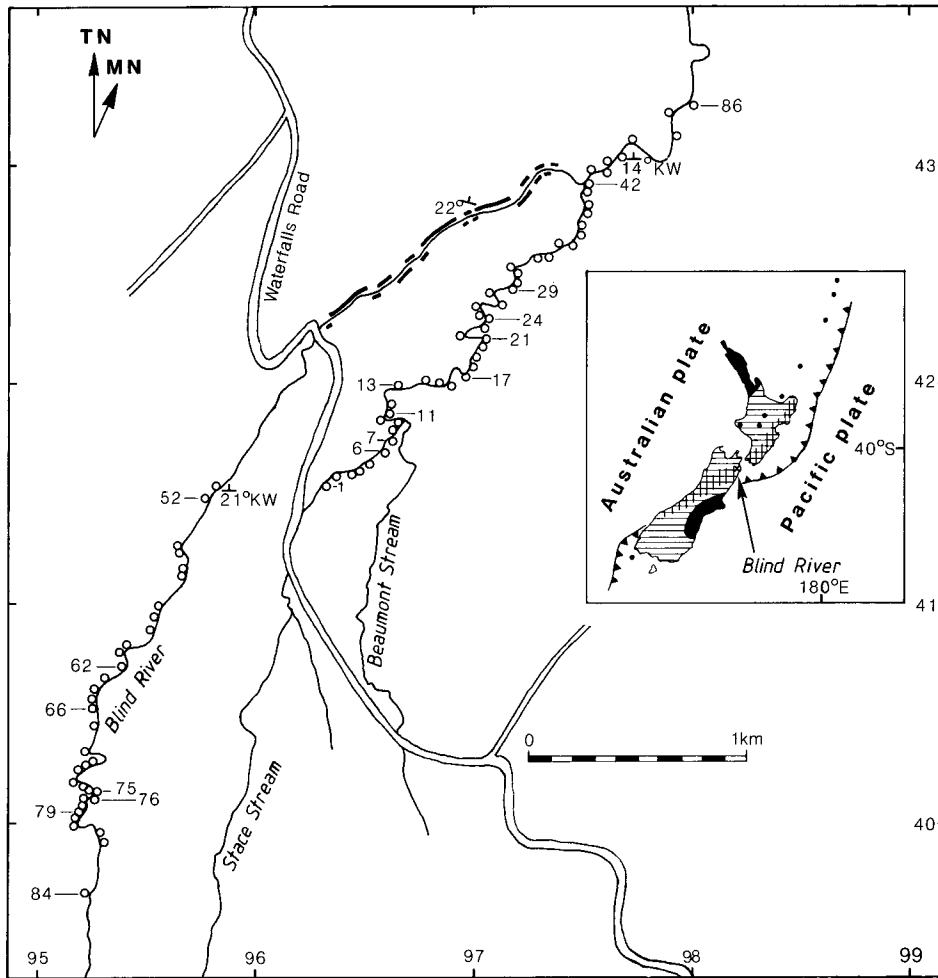 TN
MN
86
43
14° KW
42
22°
Waterfalls Road
29
24
21
42
13
17
11
7
6
1
52
21°KW
Australian plate
Pacific plate
40°S
Blind River
180°E
41
62
Blind River
66
Beaumont Stream
0
1km
75
76
79
Stace Stream
40
84
95
96
97
98
99